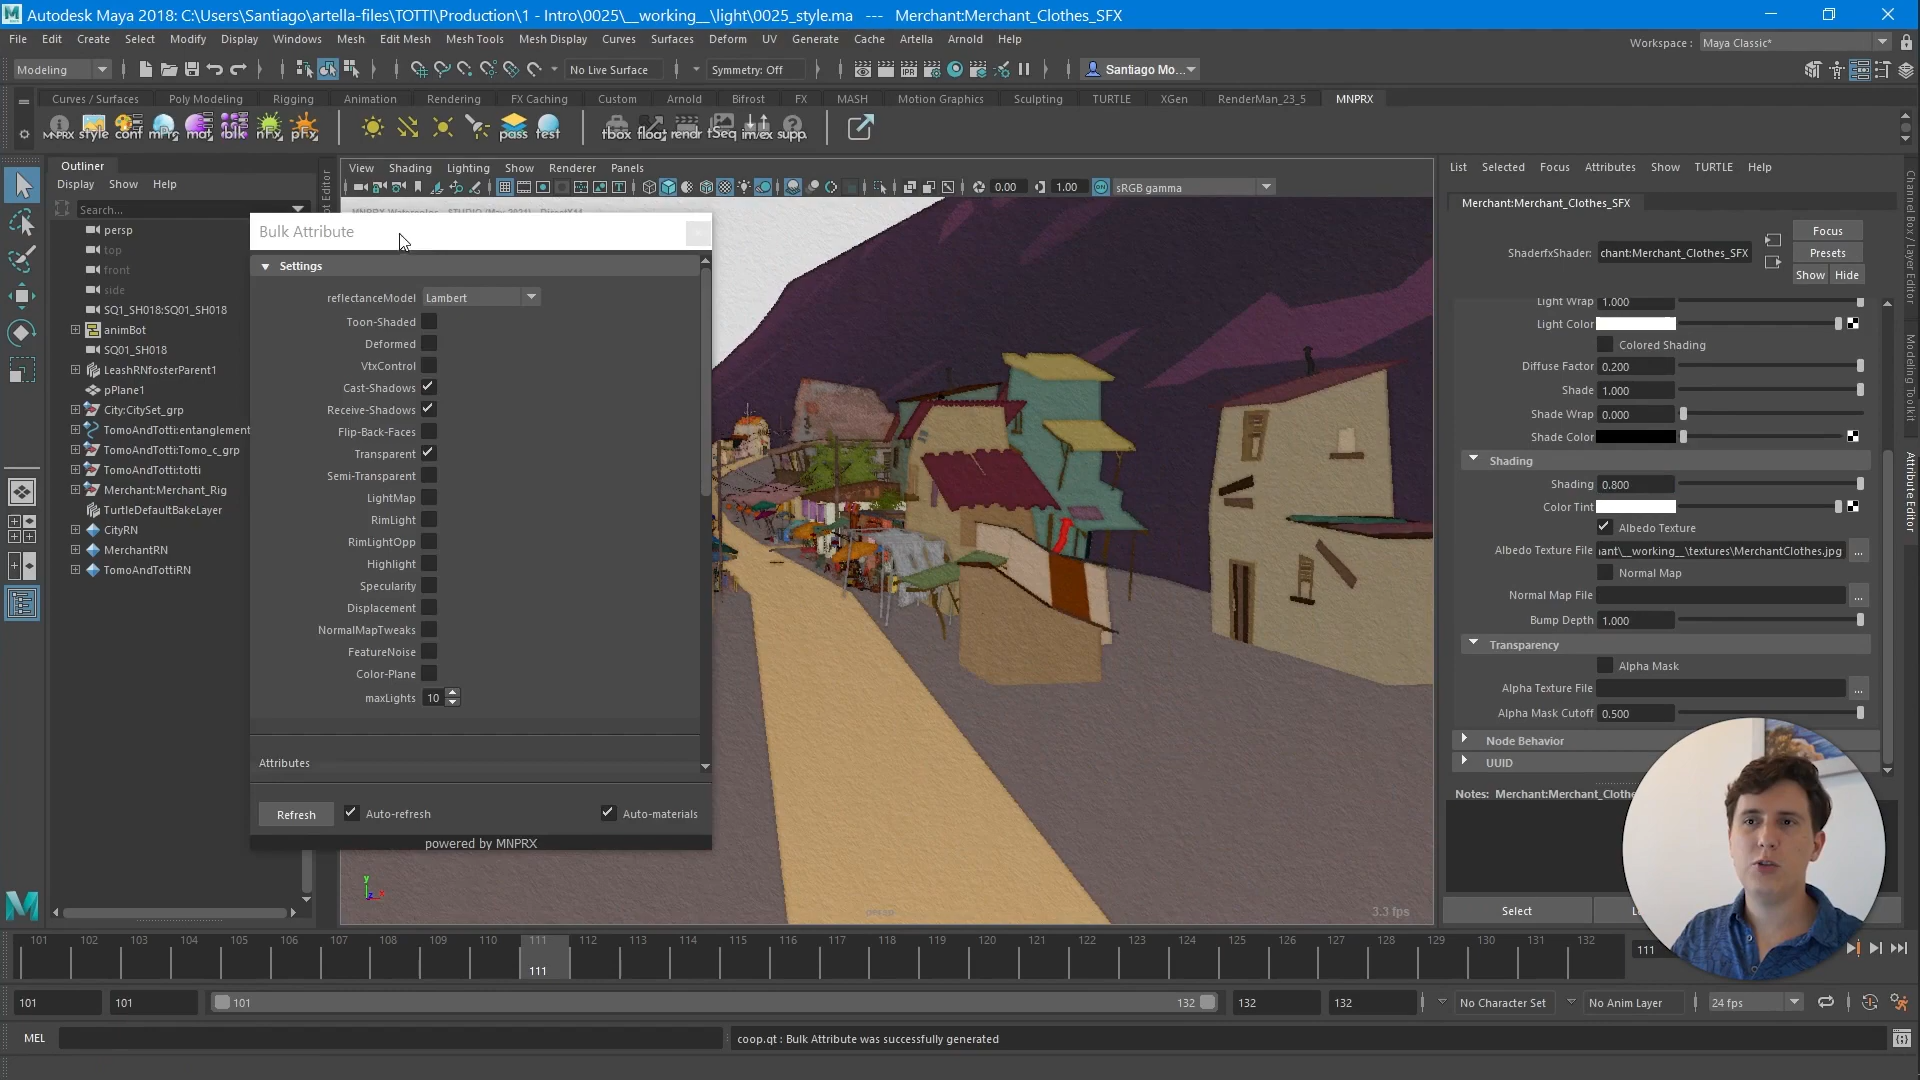 Autodesk Maya 2018: C:\Users\Santiago\artella-files\TOTTI\Production\1 - Intro\0025\__working__\light\0025_style.ma --- Merchant:Merchant_Clothes_SFX
File Edit Create Select Modify Display Windows Mesh Edit Mesh Mesh Tools Mesh Display Curves Surfaces Deform UV Generate Cache Artella Arnold Help
Workspace : Maya Classic*
Modeling No Live Surface Symmetry: Off Santiago Mo...
Curves / Surfaces Poly Modeling Rigging Animation Rendering FX Caching Custom Arnold Bifrost FX MASH Motion Graphics Sculpting TURTLE XGen RenderMan_23_5 MNPRX
MNPRX style conf mPrc mat blk nFx pFx pass test tbox float rendr tSeq im/ex supp.
Outliner
Display Show Help
Search...
persp
top
front
side
SQ1_SH018:SQ01_SH018
animBot
SQ01_SH018
LeashRNfosterParent1
pPlane1
City:CitySet_grp
TomoAndTotti:entanglement
TomoAndTotti:Tomo_c_grp
TomoAndTotti:totti
Merchant:Merchant_Rig
TurtleDefaultBakeLayer
CityRN
MerchantRN
TomoAndTottiRN
View Shading Lighting Show Renderer Panels
0.00 1.00 sRGB gamma
Bulk Attribute
Settings
reflectanceModel Lambert
Toon-Shaded
Deformed
VtxControl
Cast-Shadows
Receive-Shadows
Flip-Back-Faces
Transparent
Semi-Transparent
LightMap
RimLight
RimLightOpp
Highlight
Specularity
Displacement
NormalMapTweaks
FeatureNoise
Color-Plane
maxLights 10
Attributes
Refresh Auto-refresh Auto-materials
powered by MNPRX
y
x
3.3 fps
List Selected Focus Attributes Show TURTLE Help
Merchant:Merchant_Clothes_SFX
Focus
ShaderfxShader: chant:Merchant_Clothes_SFX Presets
Show Hide
Light Wrap 1.000
Light Color
Colored Shading
Diffuse Factor 0.200
Shade 1.000
Shade Wrap 0.000
Shade Color
Shading
Shading 0.800
Color Tint
Albedo Texture
Albedo Texture File ıant\__working__\textures\MerchantClothes.jpg ...
Normal Map
Normal Map File ...
Bump Depth 1.000
Transparency
Alpha Mask
Alpha Texture File ...
Alpha Mask Cutoff 0.500
Node Behavior
UUID
Notes: Merchant:Merchant_Clothe
Select
Channel Box / Layer Editor
Modeling Toolkit
Attribute Editor
101 102 103 104 105 106 107 108 109 110 111 112 113 114 115 116 117 118 119 120 121 122 123 124 125 126 127 128 129 130 131 132
111
111
101 101 101 132 132 132 No Character Set No Anim Layer 24 fps
MEL coop.qt : Bulk Attribute was successfully generated